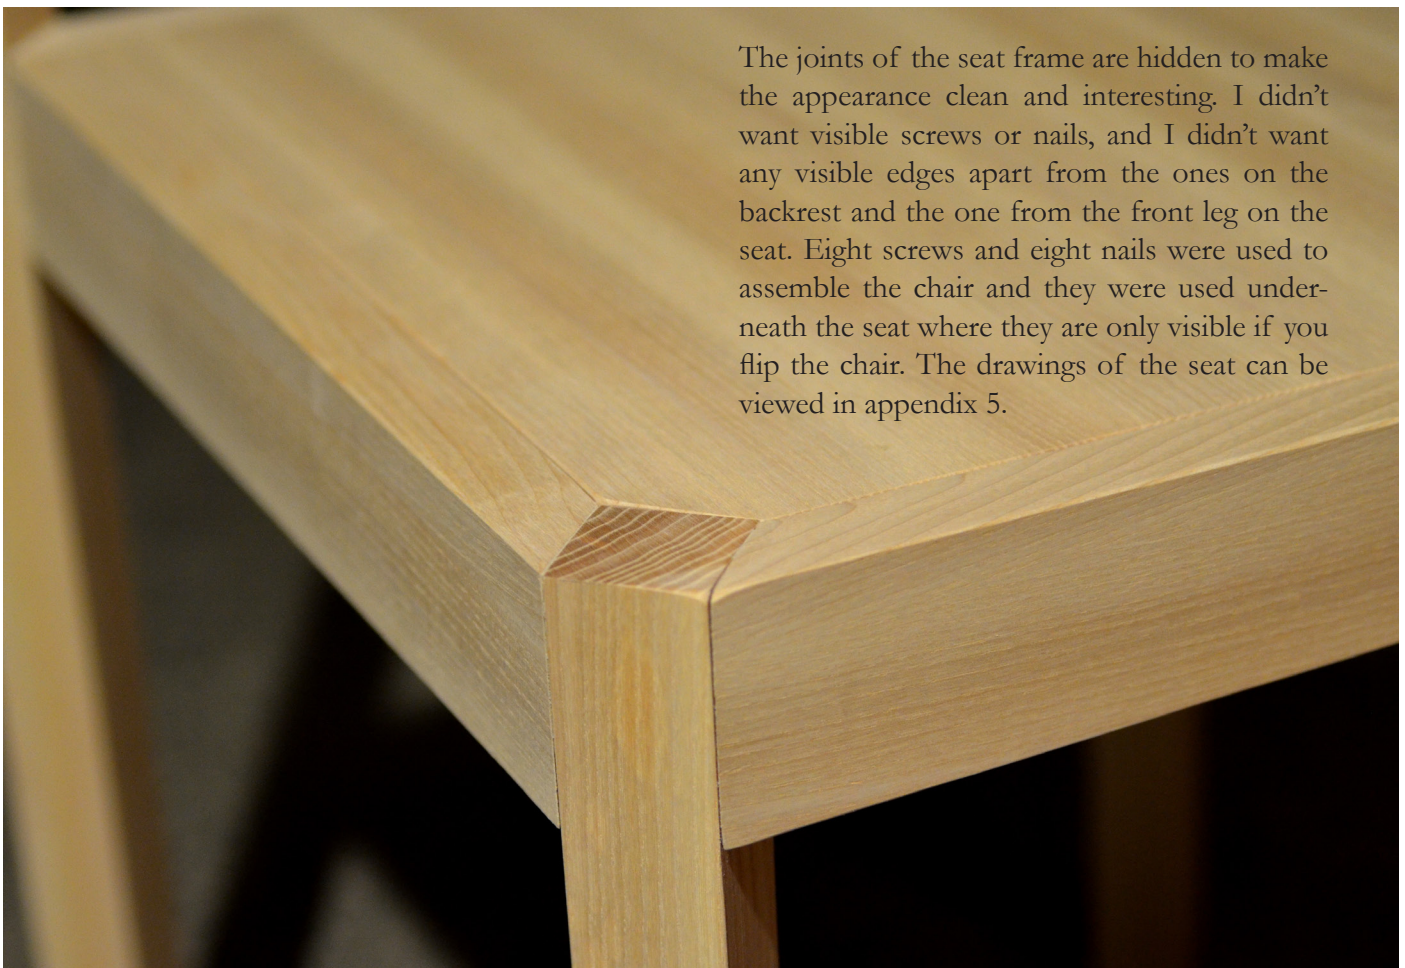 The joints of the seat frame are hidden to make
the appearance clean and interesting. I didn’t
want visible screws or nails, and I didn’t want
any visible edges apart from the ones on the
backrest and the one from the front leg on the
seat. Eight screws and eight nails were used to
assemble the chair and they were used under-
neath the seat where they are only visible if you
flip the chair. The drawings of the seat can be
viewed in appendix 5.